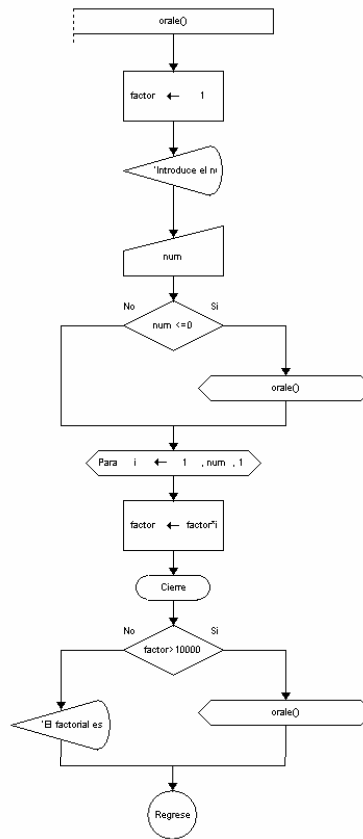 orale()
factor ← 1
'Introduce el nu
num
No
Si
num <=0
orale()
Para i ← 1 , num , 1
factor ← factor*i
Cierre
No
Si
factor>10000
'El factorial es
orale()
Regrese